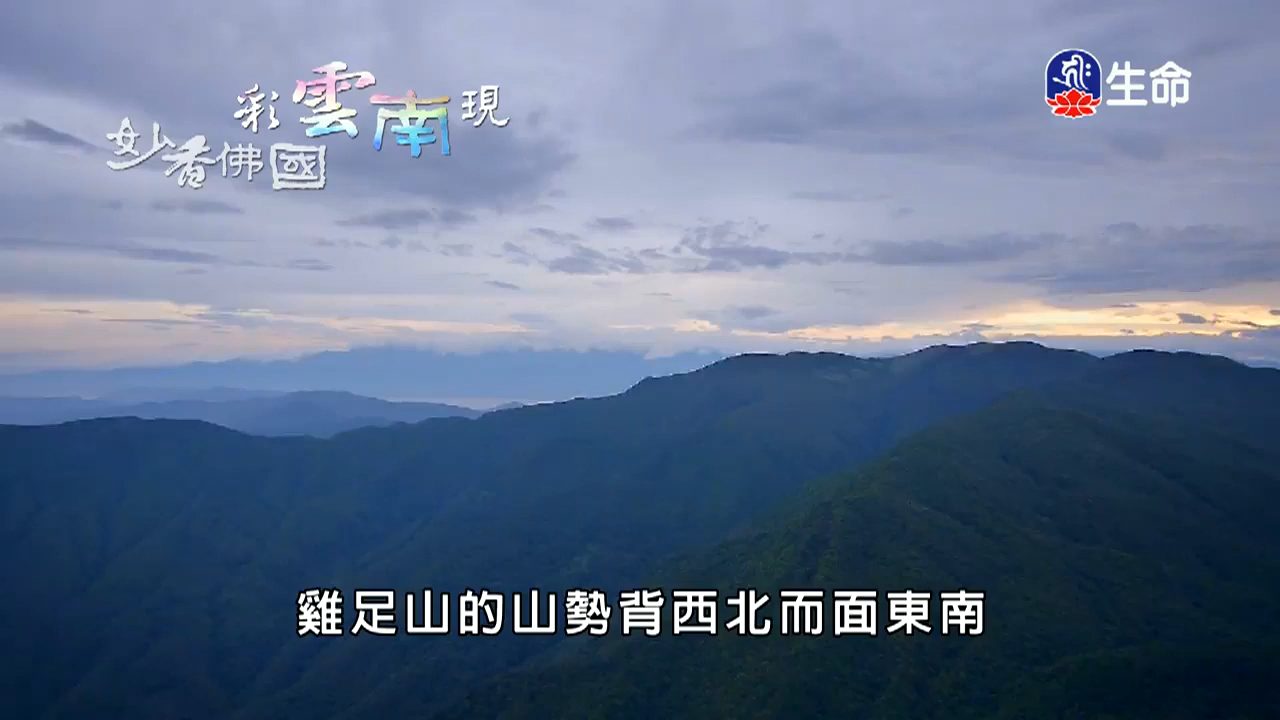 彩雲南現
妙香佛國
生命
雞足山的山勢背西北而面東南